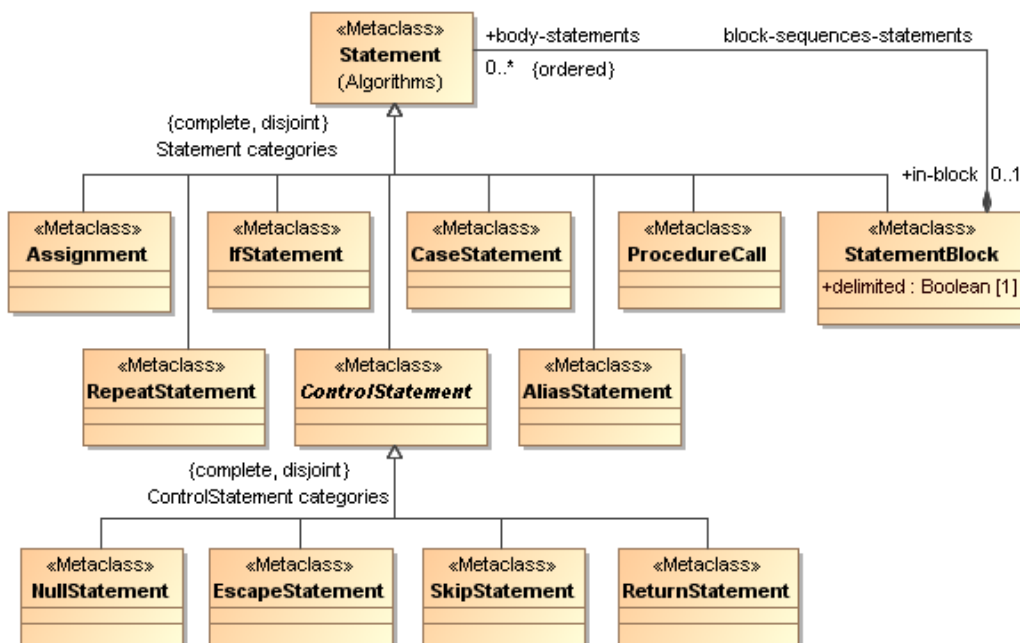 «Metaclass»
Statement
(Algorithms)
+body-statements
block-sequences-statements
0..* {ordered}
{complete, disjoint}
Statement categories
+in-block 0..1
«Metaclass»
Assignment
«Metaclass»
IfStatement
«Metaclass»
CaseStatement
«Metaclass»
ProcedureCall
«Metaclass»
StatementBlock
+delimited : Boolean [1]
«Metaclass»
RepeatStatement
«Metaclass»
ControlStatement
«Metaclass»
AliasStatement
{complete, disjoint}
ControlStatement categories
«Metaclass»
NullStatement
«Metaclass»
EscapeStatement
«Metaclass»
SkipStatement
«Metaclass»
ReturnStatement